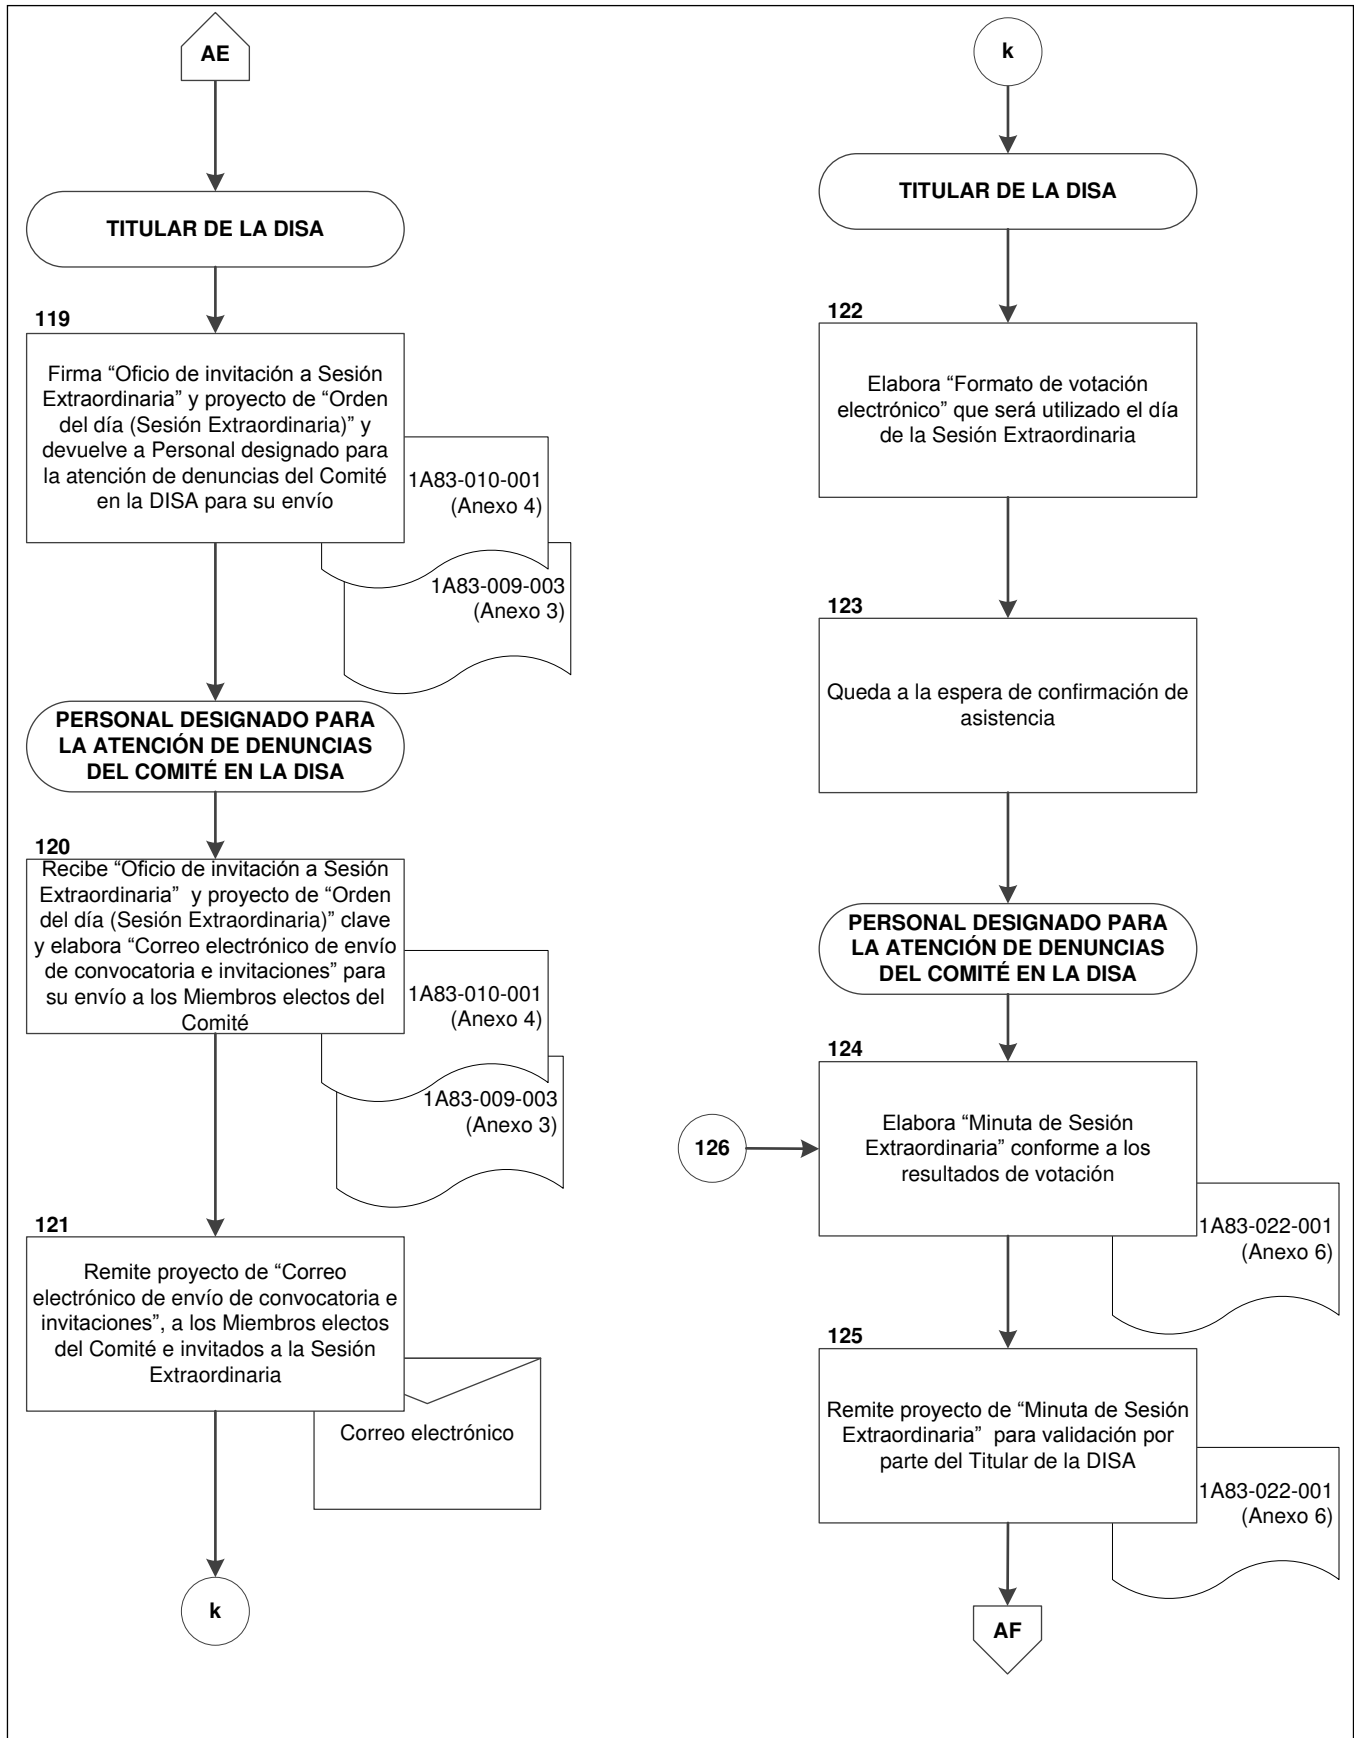 AE
TITULAR DE LA DISA
119
Firma “Oficio de invitación a Sesión
Extraordinaria” y proyecto de “Orden
del día (Sesión Extraordinaria)” y
devuelve a Personal designado para
la atención de denuncias del Comité
en la DISA para su envío
1A83-010-001
(Anexo 4)
1A83-009-003
(Anexo 3)
PERSONAL DESIGNADO PARA
LA ATENCIÓN DE DENUNCIAS
DEL COMITÉ EN LA DISA
120
Recibe “Oficio de invitación a Sesión
Extraordinaria”  y proyecto de “Orden
del día (Sesión Extraordinaria)” clave
y elabora “Correo electrónico de envío
de convocatoria e invitaciones” para
su envío a los Miembros electos del
Comité
1A83-010-001
(Anexo 4)
1A83-009-003
(Anexo 3)
121
Remite proyecto de “Correo
electrónico de envío de convocatoria e
invitaciones”, a los Miembros electos
del Comité e invitados a la Sesión
Extraordinaria
Correo electrónico
k
k
TITULAR DE LA DISA
122
Elabora “Formato de votación
electrónico” que será utilizado el día
de la Sesión Extraordinaria
123
Queda a la espera de confirmación de
asistencia
PERSONAL DESIGNADO PARA
LA ATENCIÓN DE DENUNCIAS
DEL COMITÉ EN LA DISA
124
126
Elabora “Minuta de Sesión
Extraordinaria” conforme a los
resultados de votación
1A83-022-001
(Anexo 6)
125
Remite proyecto de “Minuta de Sesión
Extraordinaria”  para validación por
parte del Titular de la DISA
1A83-022-001
(Anexo 6)
AF